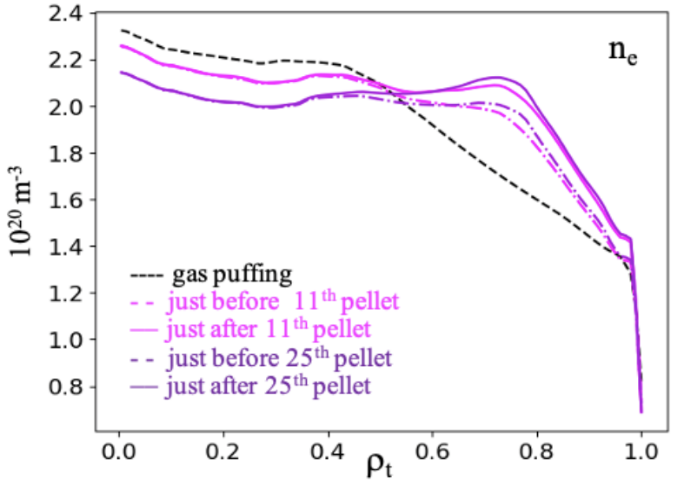 2.4
2.2
2.0
1.8
1.6
1.4
1.2
1.0
0.8
10²⁰ m⁻³
nₑ
gas puffing
just before 11ᵗʰ pellet
just after 11ᵗʰ pellet
just before 25ᵗʰ pellet
just after 25ᵗʰ pellet
0.0 0.2 0.4 0.6 0.8 1.0
ρₜ